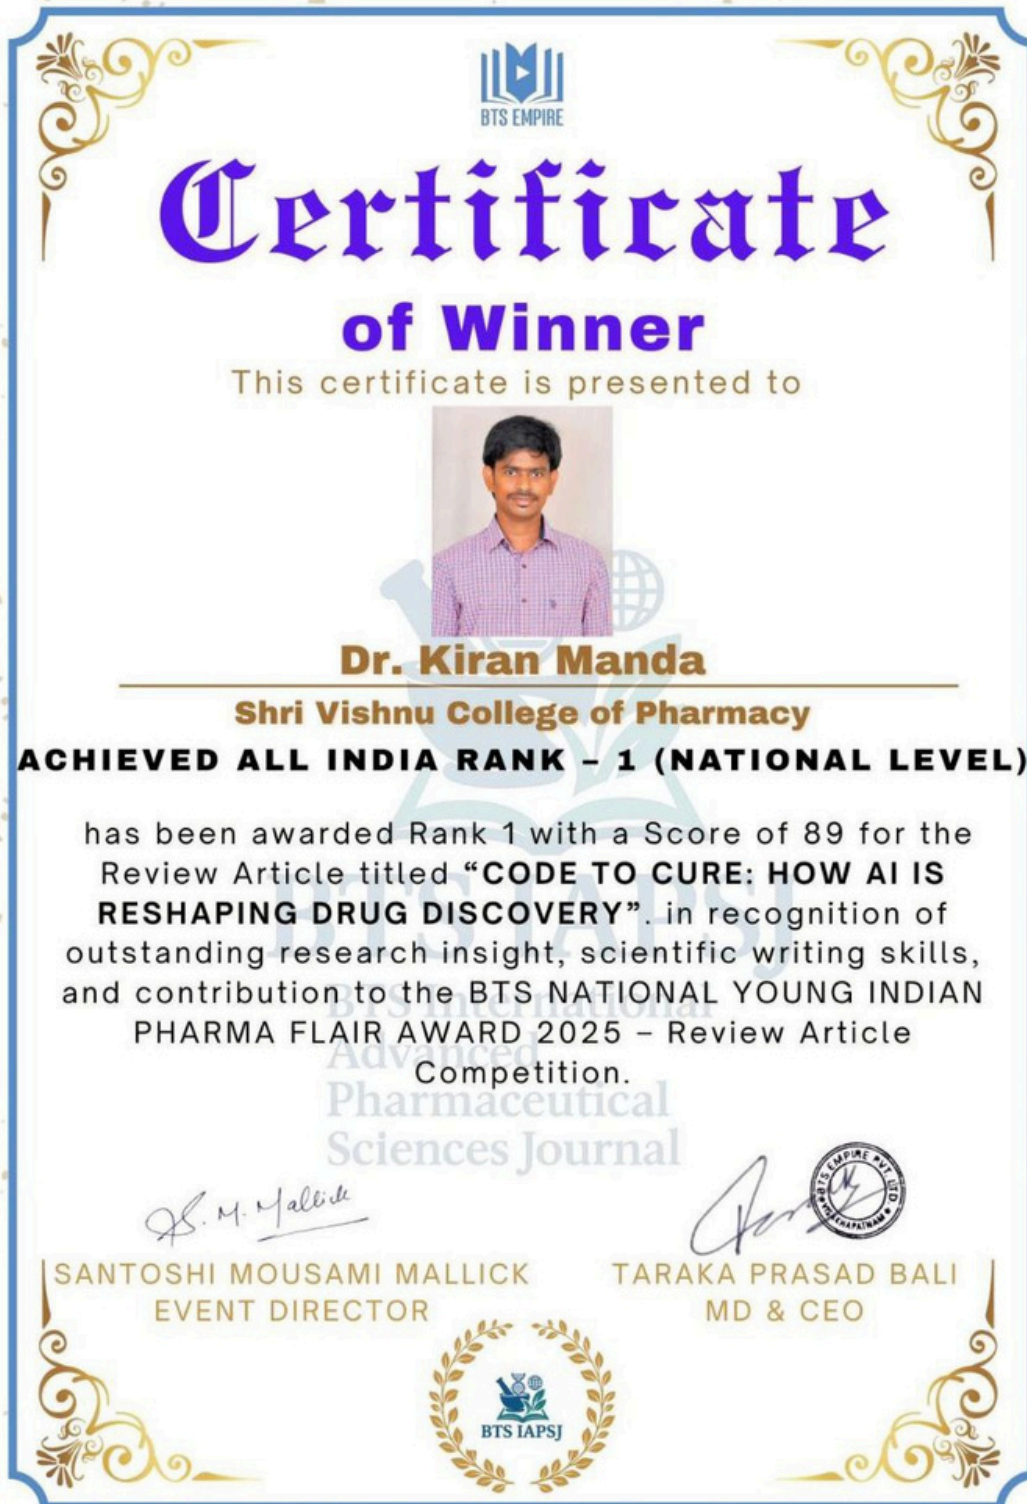 BTS EMPIRE
Certificate
of Winner
This certificate is presented to
Dr. Kiran Manda
Shri Vishnu College of Pharmacy
ACHIEVED ALL INDIA RANK – 1 (NATIONAL LEVEL)
has been awarded Rank 1 with a Score of 89 for the
Review Article titled “CODE TO CURE: HOW AI IS
RESHAPING DRUG DISCOVERY”. in recognition of
outstanding research insight, scientific writing skills,
and contribution to the BTS NATIONAL YOUNG INDIAN
PHARMA FLAIR AWARD 2025 – Review Article
Competition.
BTS IAPSJ
BTS International
Advanced
Pharmaceutical
Sciences Journal
S. M. Mallick
BTS EMPIRE PVT. LTD
VISAKHAPATNAM
SANTOSHI MOUSAMI MALLICK
EVENT DIRECTOR
TARAKA PRASAD BALI
MD & CEO
BTS IAPSJ